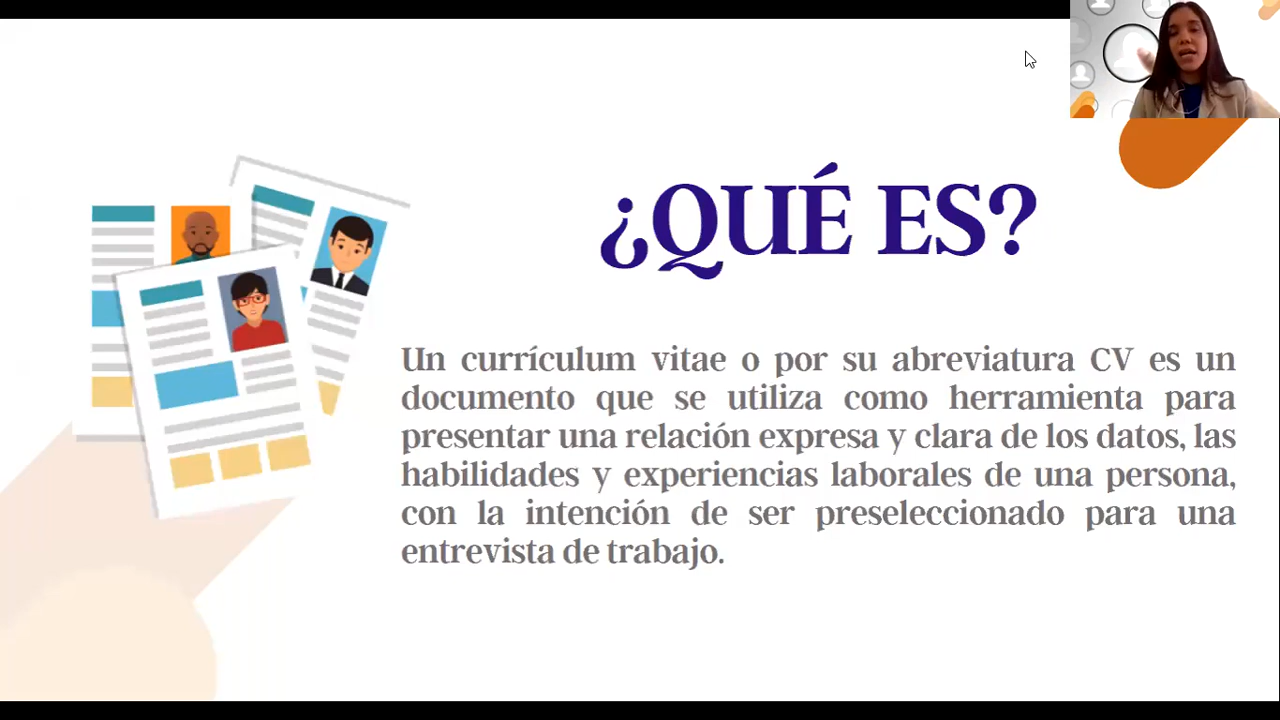 ¿QUÉ ES?
Un currículum vitae o por su abreviatura CV es un
documento que se utiliza como herramienta para
presentar una relación expresa y clara de los datos, las
habilidades y experiencias laborales de una persona,
con la intención de ser preseleccionado para una
entrevista de trabajo.